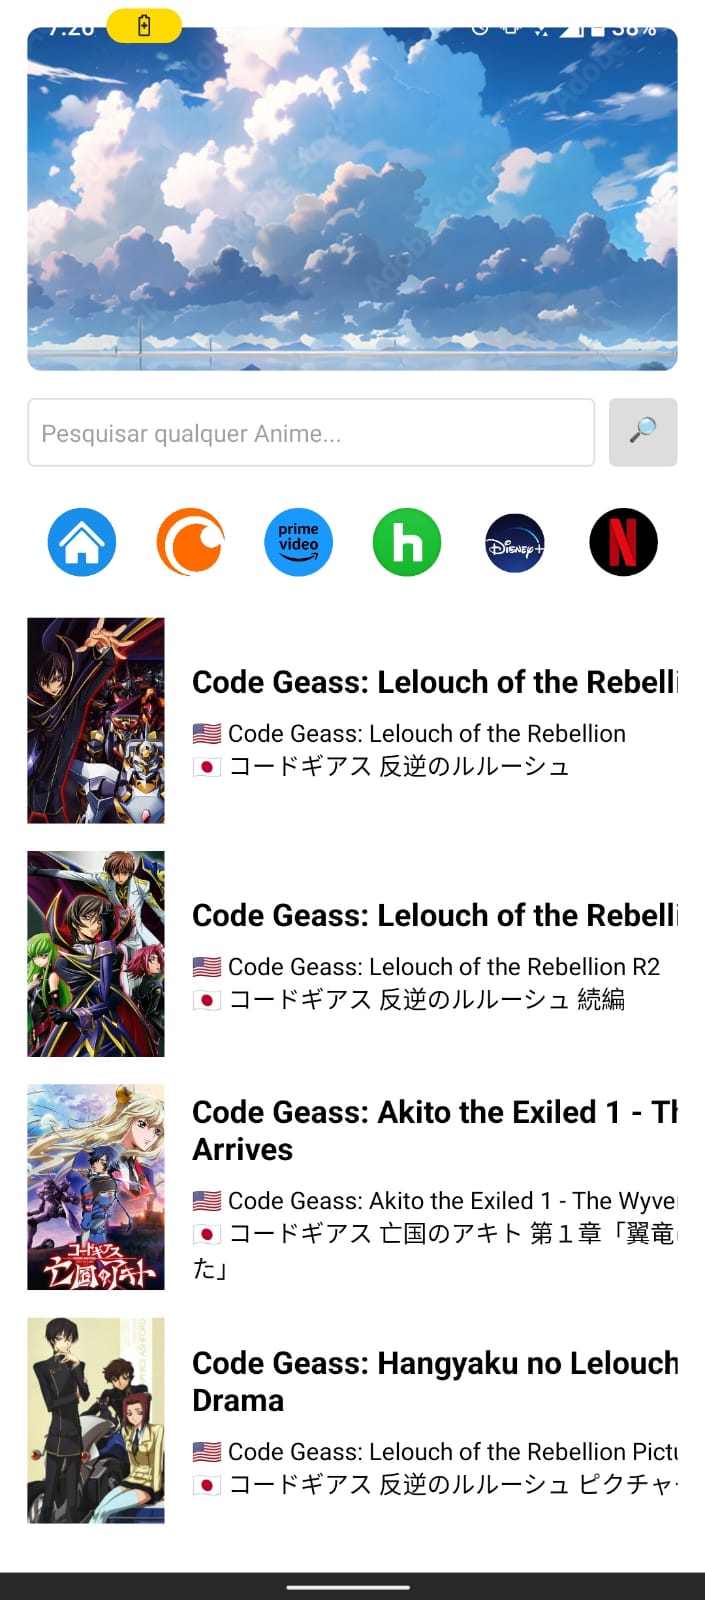 7:26 38%
Adobe Stock
Pesquisar qualquer Anime...
prime
video
h
Disney+
N
Code Geass: Lelouch of the Rebelli
🇺🇸 Code Geass: Lelouch of the Rebellion
🇯🇵 コードギアス 反逆のルルーシュ
Code Geass: Lelouch of the Rebelli
🇺🇸 Code Geass: Lelouch of the Rebellion R2
🇯🇵 コードギアス 反逆のルルーシュ 続編
Code Geass: Akito the Exiled 1 - Th
Arrives
🇺🇸 Code Geass: Akito the Exiled 1 - The Wyve
🇯🇵 コードギアス 亡国のアキト 第１章「翼竜
た」
コードギアス
亡国のアキト
Code Geass: Hangyaku no Lelouch
Drama
🇺🇸 Code Geass: Lelouch of the Rebellion Pictu
🇯🇵 コードギアス 反逆のルルーシュ ピクチャ